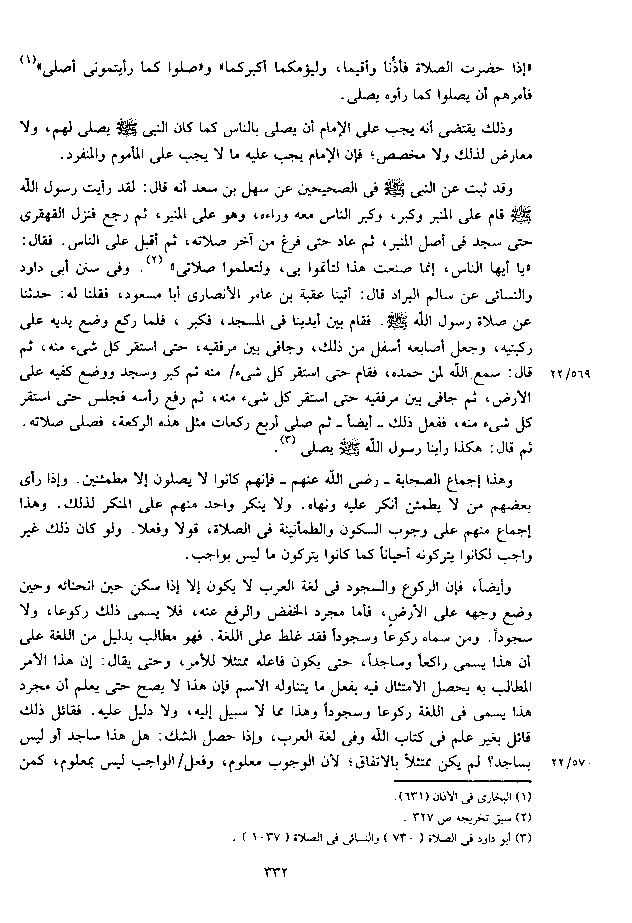 «إذا حضرت الصلاة فأذِّنا وأقيما، وليؤمكما أكبركما» و«صلوا كما رأيتمونى أصلى»(١)
فأمرهم أن يصلوا كما رأوه يصلى.
وذلك يقتضى أنه يجب على الإمام أن يصلى بالناس كما كان النبى ﷺ يصلى لهم، ولا
معارض لذلك ولا مخصص؛ فإن الإمام يجب عليه ما لا يجب على المأموم والمنفرد.
وقد ثبت عن النبى ﷺ فى الصحيحين عن سهل بن سعد أنه قال: لقد رأيت رسول الله
ﷺ قام على المنبر وكبر، وكبر الناس معه وراءه، وهو على المنبر، ثم رجع فنزل القهقرى
حتى سجد فى أصل المنبر، ثم عاد حتى فرغ من آخر صلاته، ثم أقبل على الناس. فقال:
«يا أيها الناس، إنما صنعت هذا لتأتموا بى، ولتعلموا صلاتى» (٢). وفى سنن أبى داود
والنسائى عن سالم البراد قال: أتينا عقبة بن عامر الأنصارى أبا مسعود، فقلنا له: حدثنا
عن صلاة رسول الله ﷺ. فقام بين أيدينا فى المسجد، فكبر ، فلما ركع وضع يديه على
ركبتيه، وجعل أصابعه أسفل من ذلك، وجافى بين مرفقيه، حتى استقر كل شىء منه، ثم
قال: سمع الله لمن حمده، فقام حتى استقر كل شىء/ منه ثم كبر وسجد ووضع كفيه على ٢٢/٥٦٩
الأرض، ثم جافى بين مرفقيه حتى استقر كل شىء منه، ثم رفع رأسه فجلس حتى استقر
كل شىء منه، ففعل ذلك ـ أيضاً ـ ثم صلى أربع ركعات مثل هذه الركعة، فصلى صلاته.
ثم قال: هكذا رأينا رسول الله ﷺ يصلى (٣).
وهذا إجماع الصحابة ـ رضى الله عنهم ـ فإنهم كانوا لا يصلون إلا مطمئنين. وإذا رأى
بعضهم من لا يطمئن أنكر عليه ونهاه. ولا ينكر واحد منهم على المنكر لذلك. وهذا
إجماع منهم على وجوب السكون والطمأنينة فى الصلاة، قولا وفعلا. ولو كان ذلك غير
واجب لكانوا يتركونه أحياناً كما كانوا يتركون ما ليس بواجب.
وأيضاً، فإن الركوع والسجود فى لغة العرب لا يكون إلا إذا سكن حين انحنائه وحين
وضع وجهه على الأرض، فأما مجرد الخفض والرفع عنه، فلا يسمى ذلك ركوعا، ولا
سجوداً. ومن سماه ركوعاً وسجوداً فقد غلط على اللغة. فهو مطالب بدليل من اللغة على
أن هذا يسمى راكعاً وساجداً، حتى يكون فاعله ممتثلا للأمر، وحتى يقال: إن هذا الأمر
المطالب به يحصل الامتثال فيه بفعل ما يتناوله الاسم فإن هذا لا يصح حتى يعلم أن مجرد
هذا يسمى فى اللغة ركوعا وسجوداً وهذا مما لا سبيل إليه، ولا دليل عليه. فقائل ذلك
قائل بغير علم فى كتاب الله وفى لغة العرب، وإذا حصل الشك: هل هذا ساجد أو ليس
بساجد؟ لم يكن ممتثلاً بالاتفاق؛ لأن الوجوب معلوم، وفعل/ الواجب ليس بمعلوم، كمن ٢٢/٥٧٠
(١) البخارى فى الأذان (٦٣١).
(٢) سبق تخريجه ص ٣٢٧ .
(٣) أبو داود فى الصلاة ( ٧٣٠ ) والنسائى فى الصلاة ( ١٠٣٧ ) .
٣٣٢